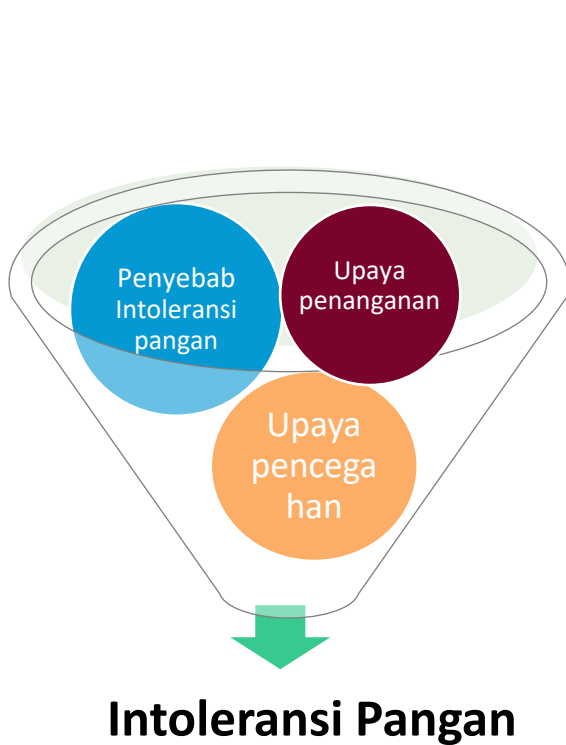 Penyebab
Intoleransi
pangan
Upaya
penanganan
Upaya
pencega
han
Intoleransi Pangan